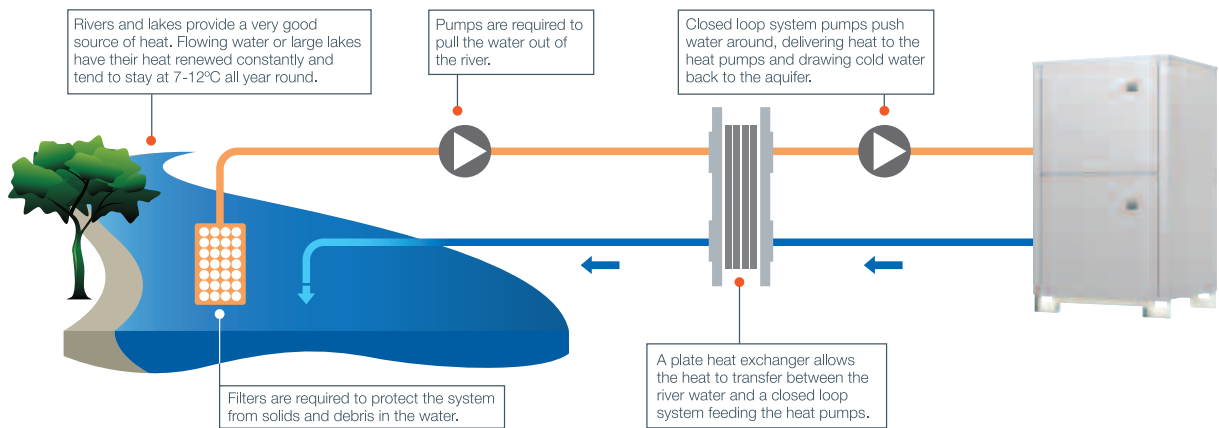 Rivers and lakes provide a very good
source of heat. Flowing water or large lakes
have their heat renewed constantly and
tend to stay at 7-12ºC all year round.
Pumps are required to
pull the water out of
the river.
Closed loop system pumps push
water around, delivering heat to the
heat pumps and drawing cold water
back to the aquifer.
Filters are required to protect the system
from solids and debris in the water.
A plate heat exchanger allows
the heat to transfer between the
river water and a closed loop
system feeding the heat pumps.